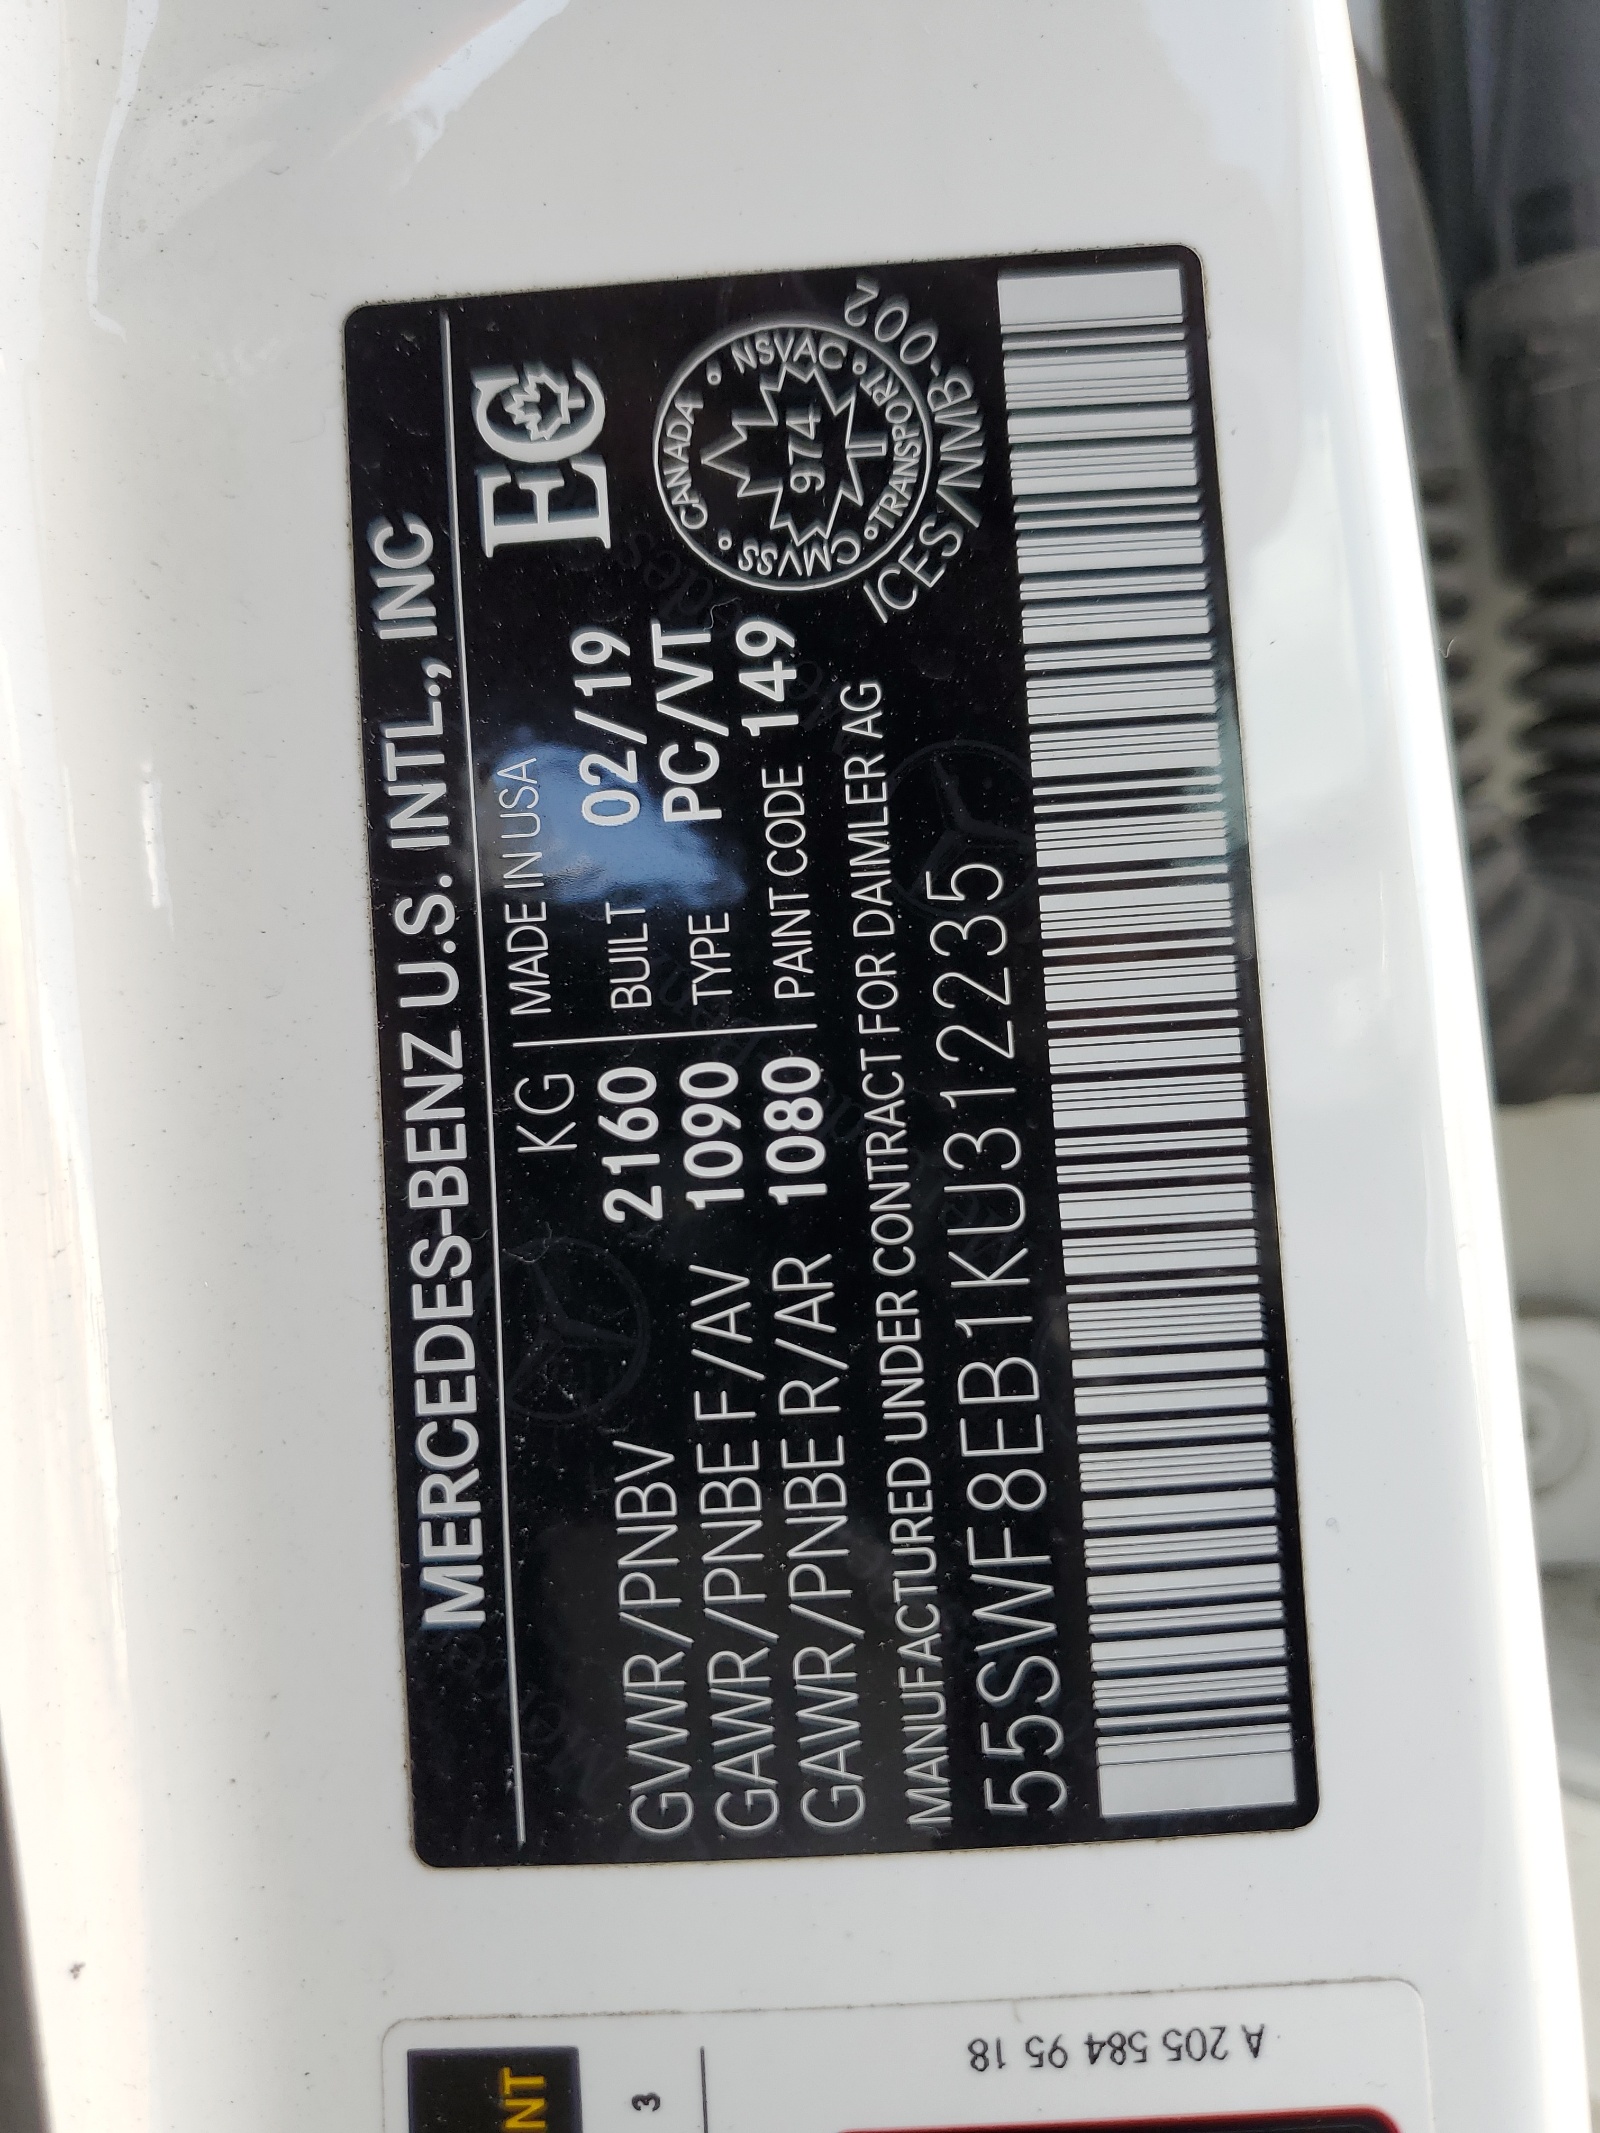 MERCEDES-BENZ U.S. INTL., INC
KG
GVWR/PNBV 2160
GAWR/PNBE F/AV 1090
GAWR/PNBE R/AR 1080
MADE IN USA
BUILT 02/19
TYPE PC/VT
PAINT CODE 149
EC
CANADA
NSVAC
TRANSPORT
CMVSS
974
T
ICES/NMB-002
MANUFACTURED UNDER CONTRACT FOR DAIMLER AG
55SWF8EB1KU312235
NT
3
A 205 584 95 18